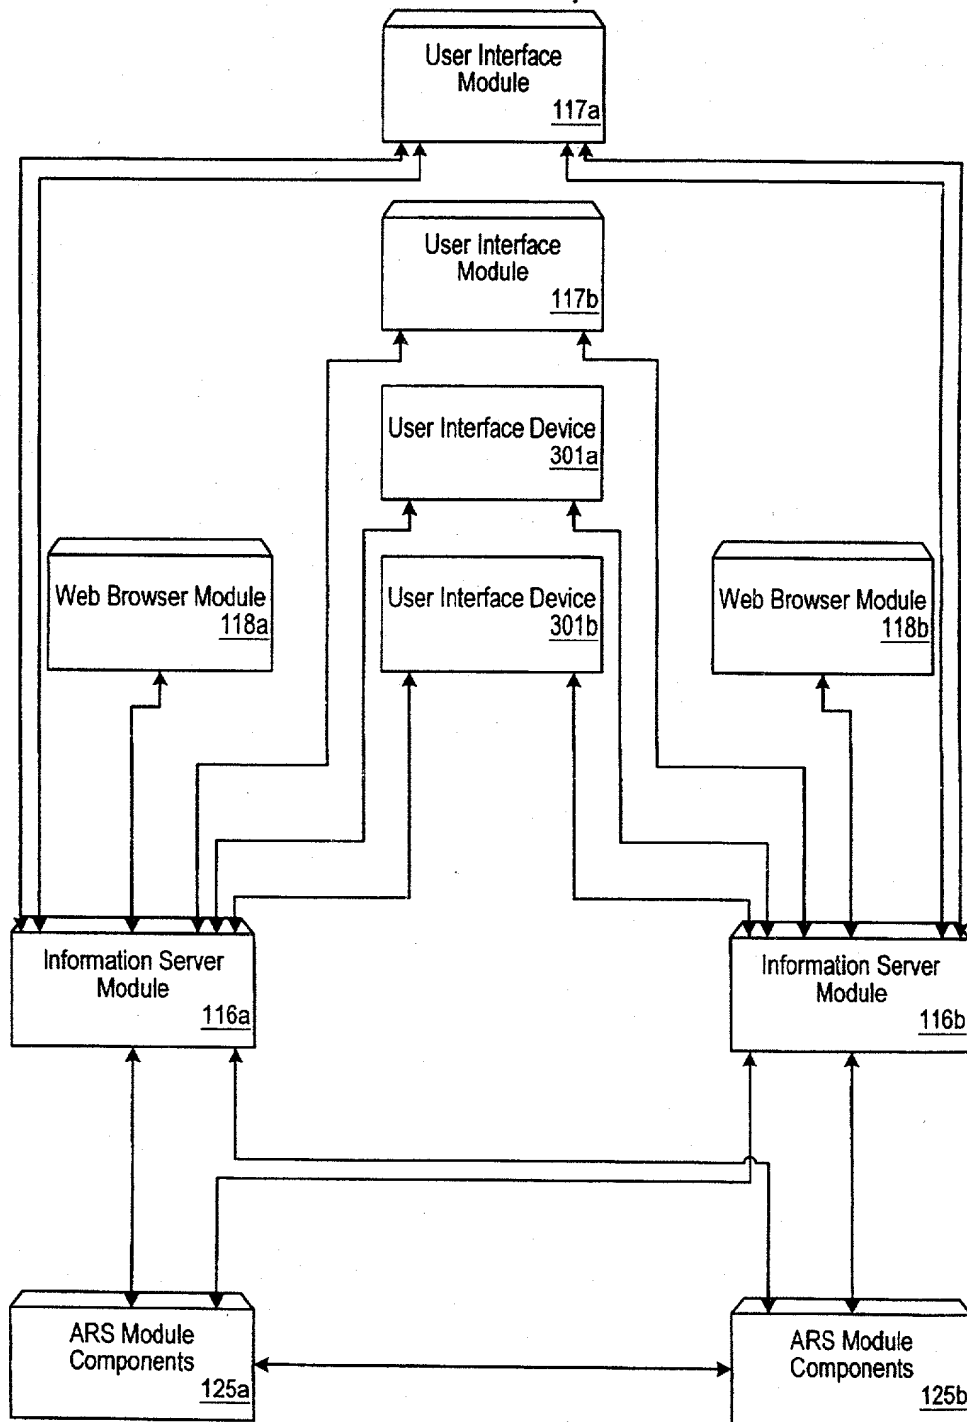 User Interface
Module
117a
User Interface
Module
117b
User Interface Device
301a
Web Browser Module
118a
User Interface Device
301b
Web Browser Module
118b
Information Server
Module
116a
Information Server
Module
116b
ARS Module
Components
125a
ARS Module
Components
125b